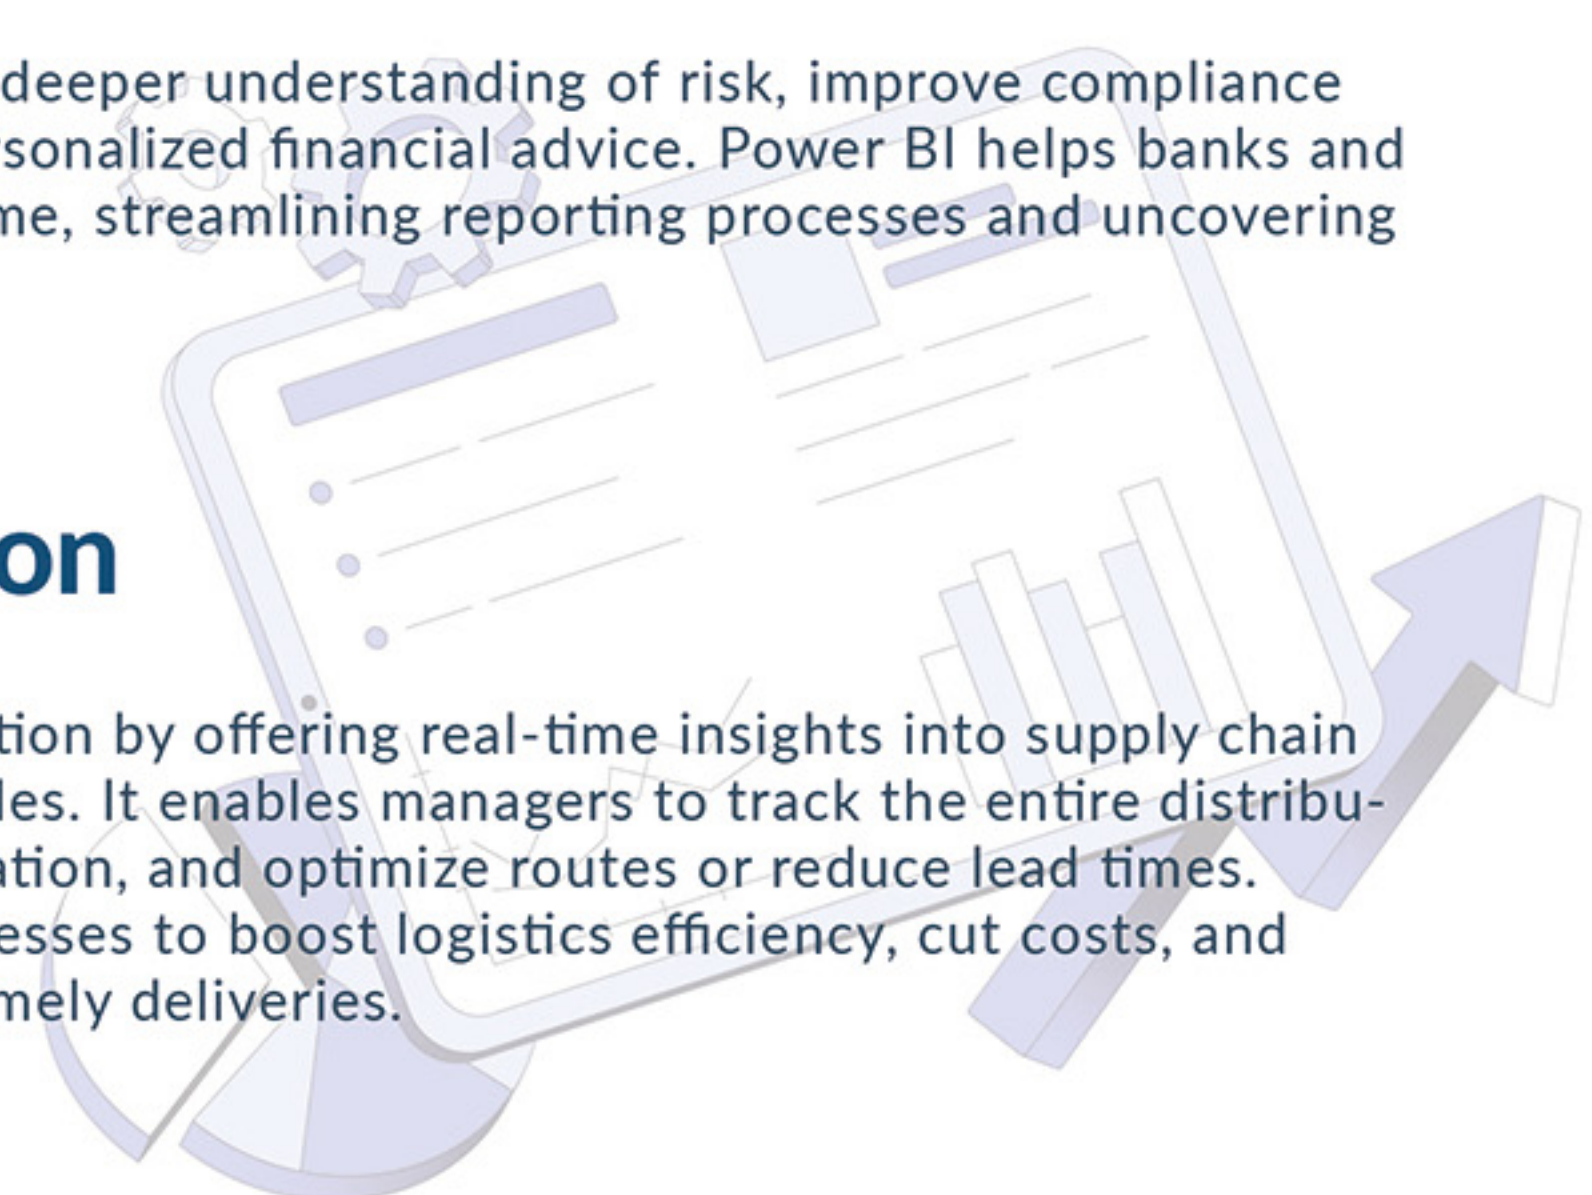 deeper understanding of risk, improve compliance
rsonalized financial advice. Power BI helps banks and
me, streamlining reporting processes and uncovering
on
tion by offering real-time insights into supply chain
les. It enables managers to track the entire distribu-
ation, and optimize routes or reduce lead times.
esses to boost logistics efficiency, cut costs, and
mely deliveries.